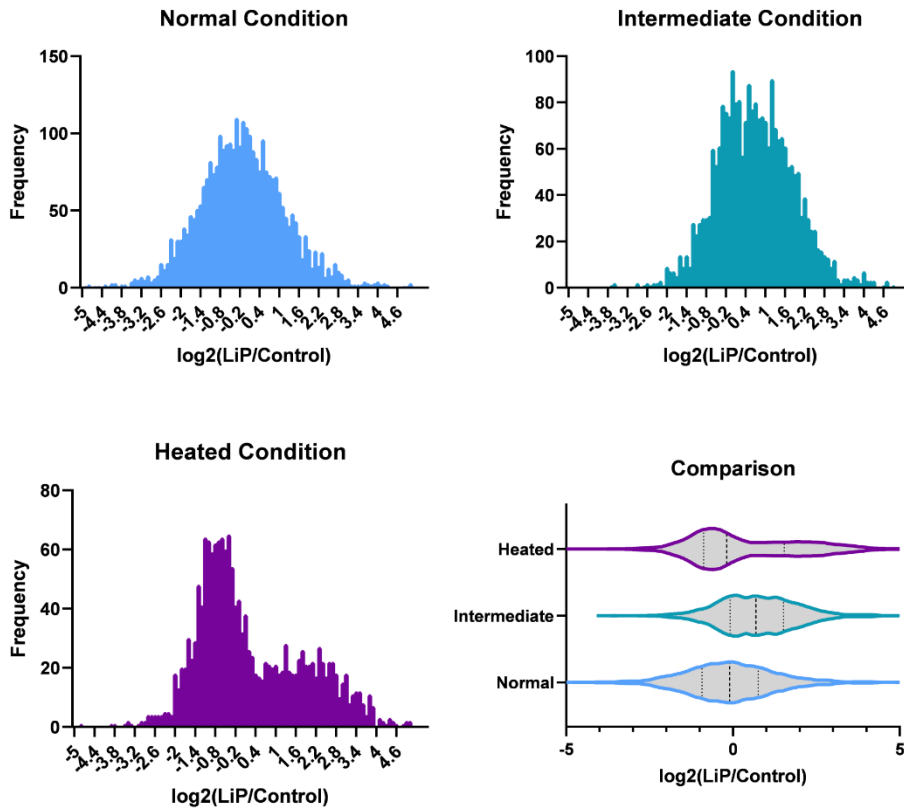 Normal Condition
150
100
50
0
Frequency
-5 -4.4 -3.8 -3.2 -2.6 -2 -1.4 -0.8 -0.2 0.4 1 1.6 2.2 2.8 3.4 4 4.6
log2(LiP/Control)
Intermediate Condition
100
80
60
40
20
0
Frequency
-5 -4.4 -3.8 -3.2 -2.6 -2 -1.4 -0.8 -0.2 0.4 1 1.6 2.2 2.8 3.4 4 4.6
log2(LiP/Control)
Heated Condition
80
60
40
20
0
Frequency
-5 -4.4 -3.8 -3.2 -2.6 -2 -1.4 -0.8 -0.2 0.4 1 1.6 2.2 2.8 3.4 4 4.6
log2(LiP/Control)
Comparison
Heated
Intermediate
Normal
-5 0 5
log2(LiP/Control)